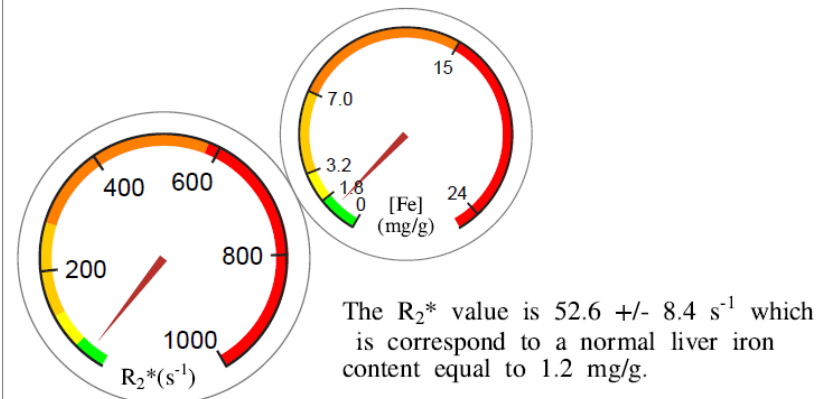 15
7.0
3.2
1.8
0
24
[Fe]
(mg/g)
400
600
200
800
1000
R₂*(s⁻¹)
The R₂* value is 52.6 +/- 8.4 s⁻¹ which
is correspond to a normal liver iron
content equal to 1.2 mg/g.